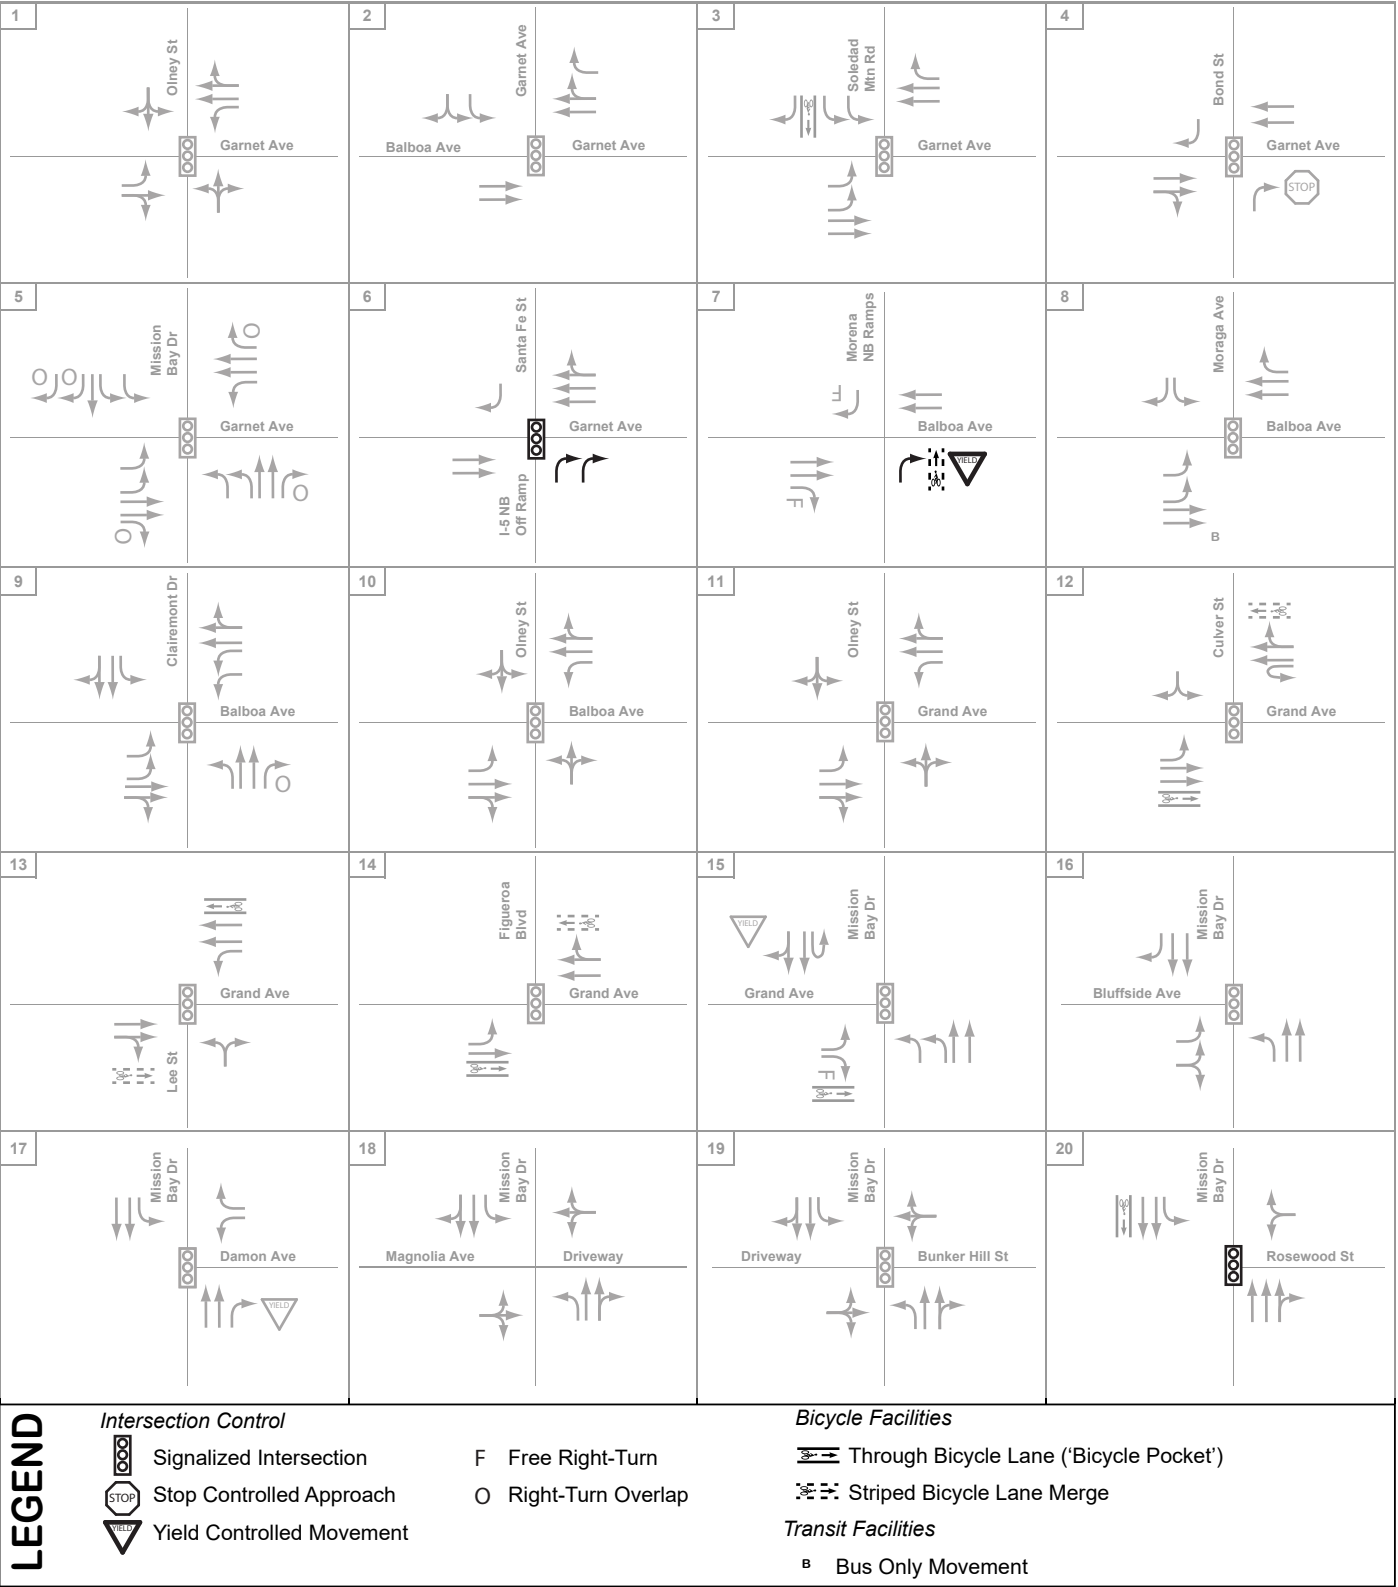 1
Olney St
Garnet Ave
2
Garnet Ave
Balboa Ave
Garnet Ave
3
Soledad
Mtn Rd
Garnet Ave
4
Bond St
Garnet Ave
STOP
5
Mission
Bay Dr
O
O O
Garnet Ave
O
O
6
Santa Fe St
Garnet Ave
I-5 NB
Off Ramp
7
Morena
NB Ramps
F
Balboa Ave
YIELD
F
8
Moraga Ave
Balboa Ave
B
9
Clairemont Dr
Balboa Ave
O
10
Olney St
Balboa Ave
11
Olney St
Grand Ave
12
Culver St
Grand Ave
13
Grand Ave
Lee St
14
Figueroa
Blvd
Grand Ave
15
Mission
Bay Dr
YIELD
Grand Ave
F
16
Mission
Bay Dr
Bluffside Ave
17
Mission
Bay Dr
Damon Ave
YIELD
18
Mission
Bay Dr
Magnolia Ave
Driveway
19
Mission
Bay Dr
Driveway
Bunker Hill St
20
Mission
Bay Dr
Rosewood St
LEGEND
Intersection Control
Signalized Intersection
STOP Stop Controlled Approach
YIELD Yield Controlled Movement
F Free Right-Turn
O Right-Turn Overlap
Bicycle Facilities
Through Bicycle Lane (‘Bicycle Pocket’)
Striped Bicycle Lane Merge
Transit Facilities
B Bus Only Movement